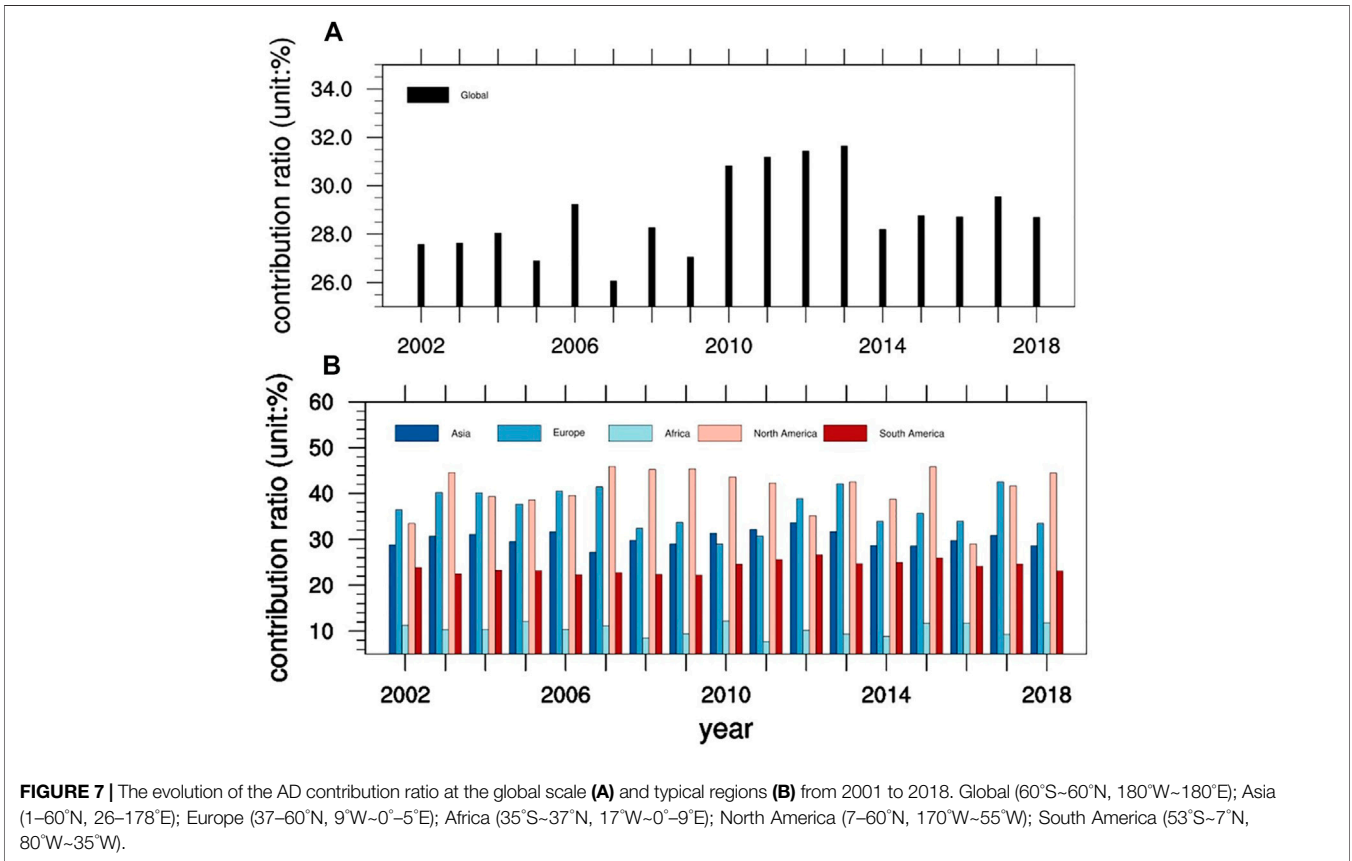 A
contribution ratio (unit:%)
34.0
32.0
30.0
28.0
26.0
Global
2002 2006 2010 2014 2018
B
contribution ratio (unit:%)
60
50
40
30
20
10
Asia Europe Africa North America South America
2002 2006 2010 2014 2018
year
FIGURE 7 | The evolution of the AD contribution ratio at the global scale (A) and typical regions (B) from 2001 to 2018. Global (60°S~60°N, 180°W~180°E); Asia
(1–60°N, 26–178°E); Europe (37–60°N, 9°W~0°–5°E); Africa (35°S~37°N, 17°W~0°–9°E); North America (7–60°N, 170°W~55°W); South America (53°S~7°N,
80°W~35°W).